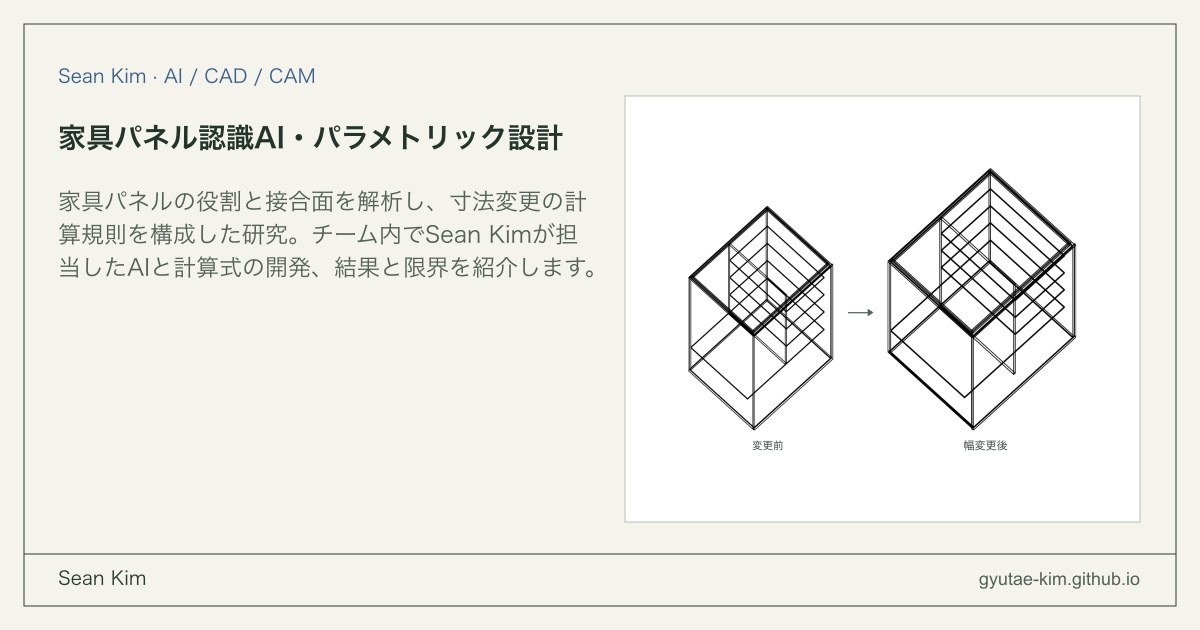 Sean Kim · AI / CAD / CAM
家具パネル認識AI・パラメトリック設計
家具パネルの役割と接合面を解析し、寸法変更の計
算規則を構成した研究。チーム内でSean Kimが担
当したAIと計算式の開発、結果と限界を紹介します。
変更前
幅変更後
Sean Kim
gyutae-kim.github.io